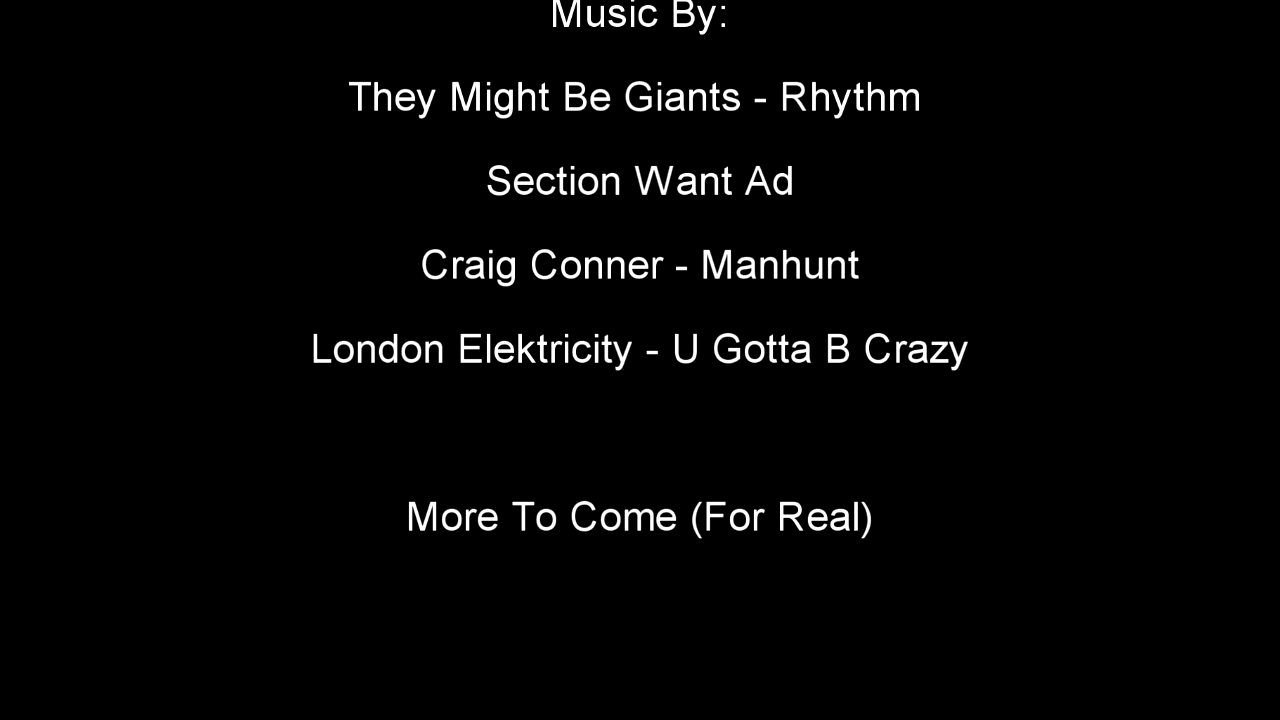 Music By:
They Might Be Giants - Rhythm
Section Want Ad
Craig Conner - Manhunt
London Elektricity - U Gotta B Crazy
More To Come (For Real)